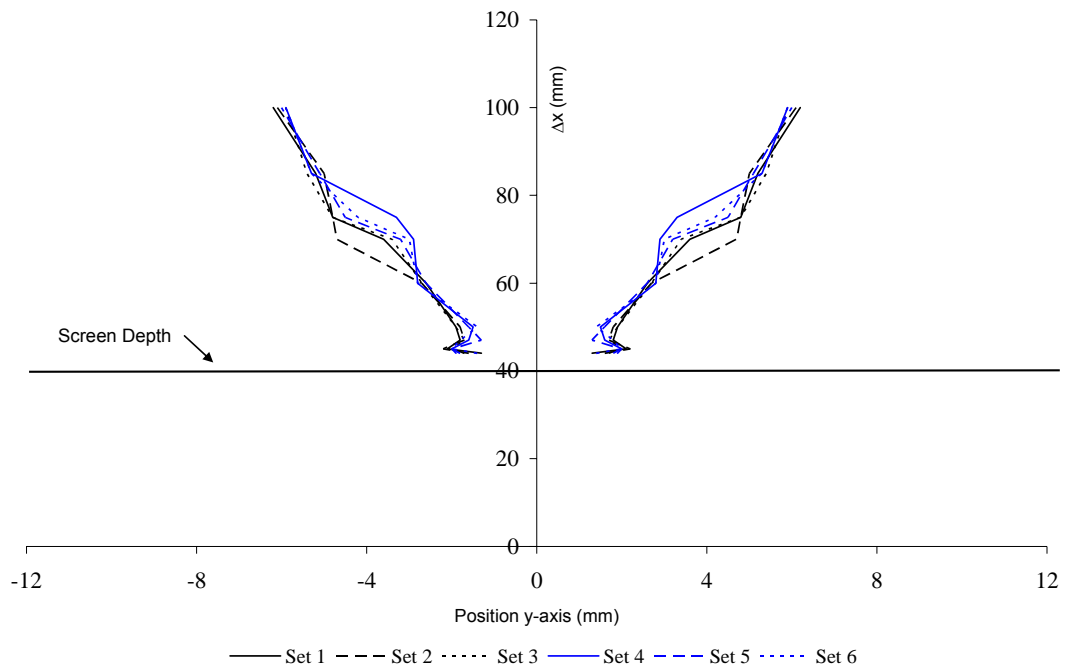 120
Δx (mm)
100
80
60
Screen Depth
40
20
0
-12 -8 -4 0 4 8 12
Position y-axis (mm)
Set 1 Set 2 Set 3 Set 4 Set 5 Set 6